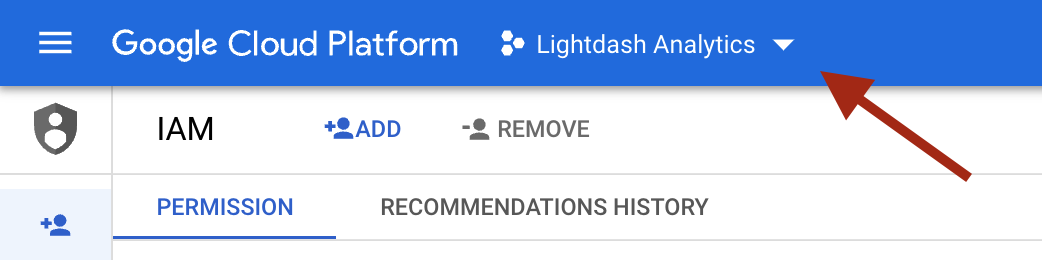 Google Cloud Platform Lightdash Analytics
IAM ADD REMOVE
PERMISSION RECOMMENDATIONS HISTORY